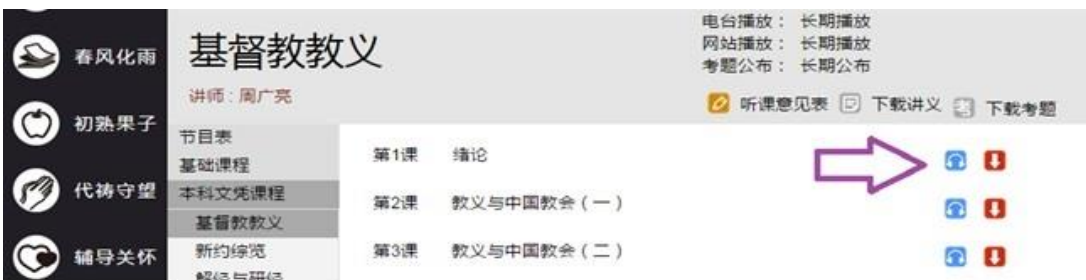 春风化雨
初熟果子
代祷守望
辅导关怀
基督教教义
讲师：周广亮
电台播放： 长期播放
网站播放： 长期播放
考题公布： 长期公布
听课意见表 下载讲义 下载考题
节目表
基础课程
本科文凭课程
基督教教义
新约综览
解经与研经
第1课 绪论
第2课 教义与中国教会（一）
第3课 教义与中国教会（二）